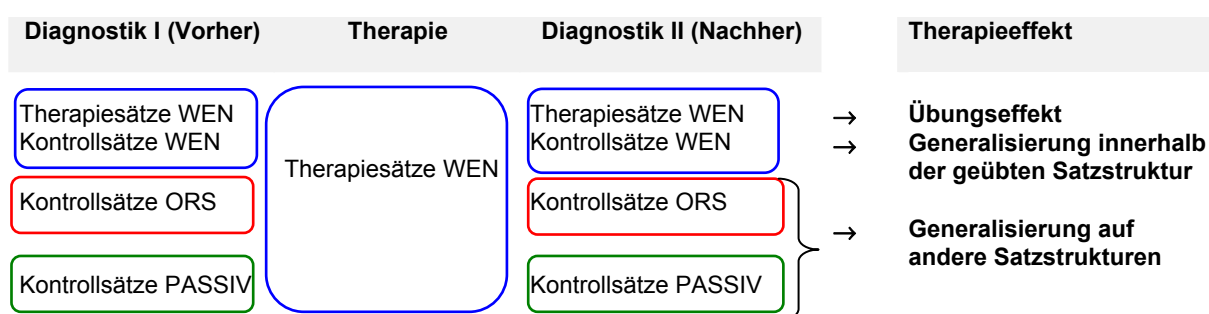 Diagnostik I (Vorher) Therapie Diagnostik II (Nachher) Therapieeffekt
Therapiesätze WEN Therapiesätze WEN → Übungseffekt
Kontrollsätze WEN Kontrollsätze WEN → Generalisierung innerhalb
Therapiesätze WEN der geübten Satzstruktur
Kontrollsätze ORS Kontrollsätze ORS
→ Generalisierung auf
andere Satzstrukturen
Kontrollsätze PASSIV Kontrollsätze PASSIV